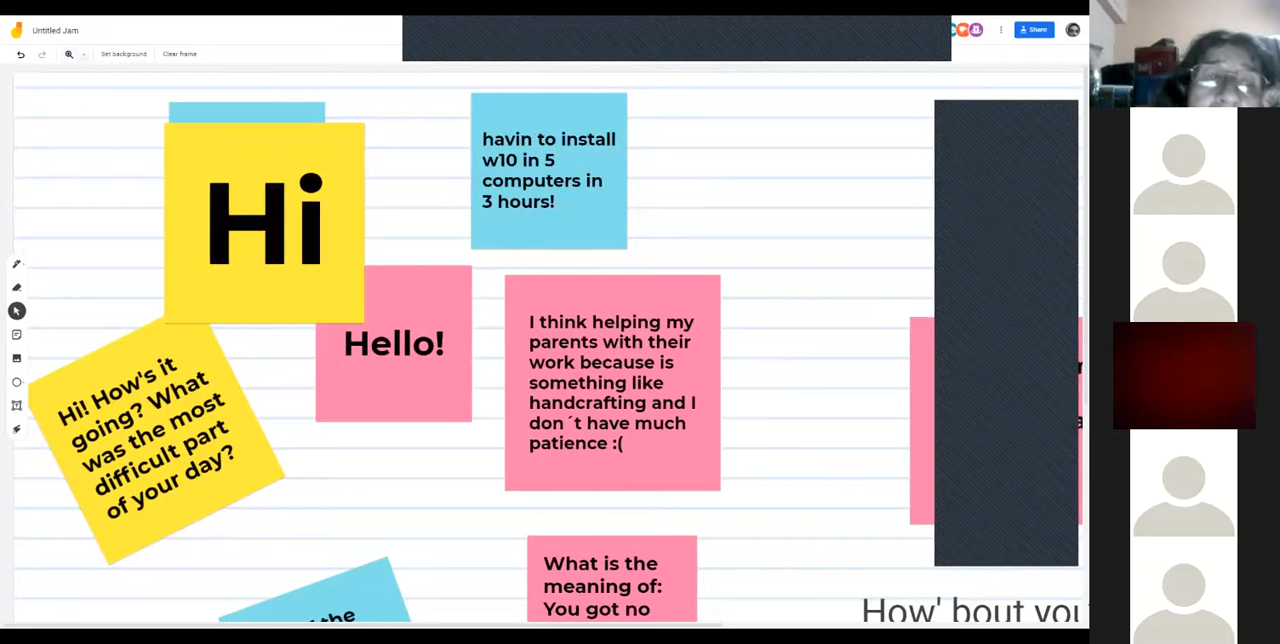 Untitled Jam
Share
Set background
Clear frame
Hi
havin to install
w10 in 5
computers in
3 hours!
Hello!
I think helping my
parents with their
work because is
something like
handcrafting and I
don´t have much
patience :(
Hi! How's it
going? What
was the most
difficult part
of your day?
What is the
meaning of:
You got no
the
How' bout you